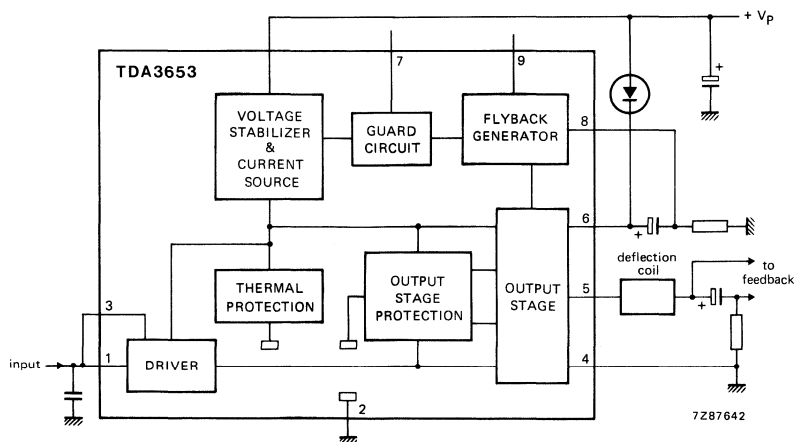 + Vp
TDA3653
7
9
+
VOLTAGE
STABILIZER
&
CURRENT
SOURCE
GUARD
CIRCUIT
FLYBACK
GENERATOR
8
6
+
THERMAL
PROTECTION
OUTPUT
STAGE
PROTECTION
OUTPUT
STAGE
deflection
coil
to
feedback
5
+
3
input
1
DRIVER
4
2
7Z87642